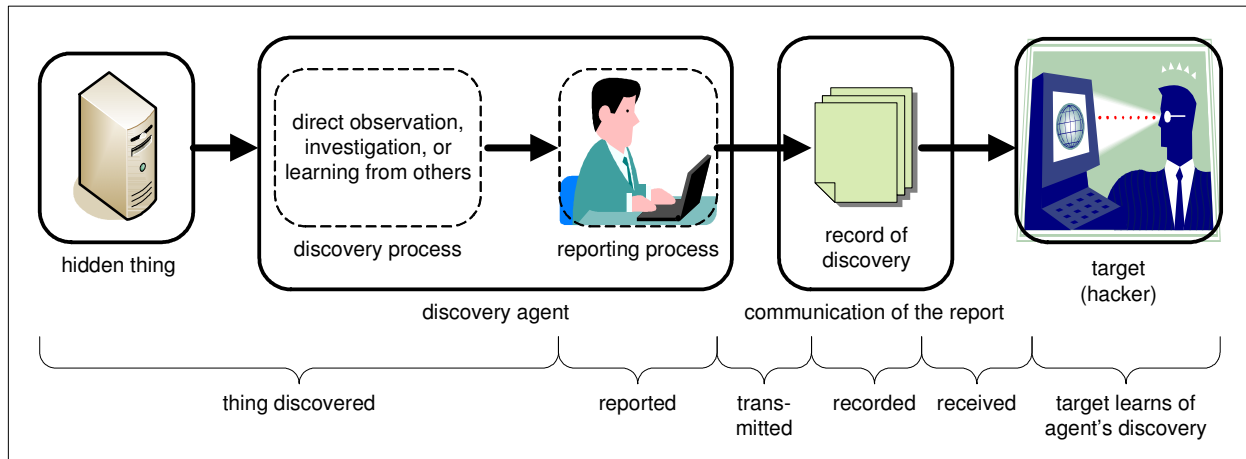 direct observation,
investigation, or
learning from others
hidden thing
discovery process
reporting process
record of
discovery
target
(hacker)
discovery agent
communication of the report
thing discovered
reported
trans-
mitted
recorded
received
target learns of
agent's discovery